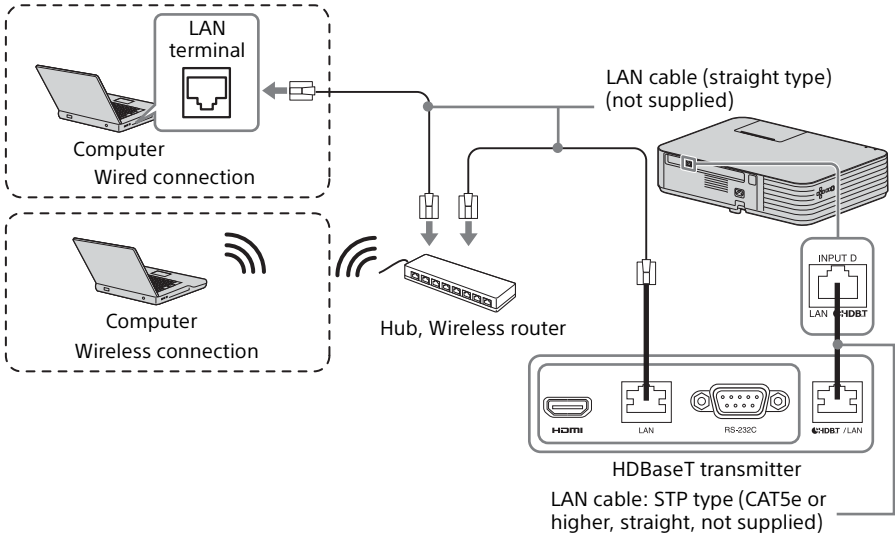 LAN
terminal
Computer
Wired connection
LAN cable (straight type)
(not supplied)
INPUT D
LAN HDBT
Computer
Wireless connection
Hub, Wireless router
HDMI
LAN
RS-232C
HDBT / LAN
HDBaseT transmitter
LAN cable: STP type (CAT5e or
higher, straight, not supplied)